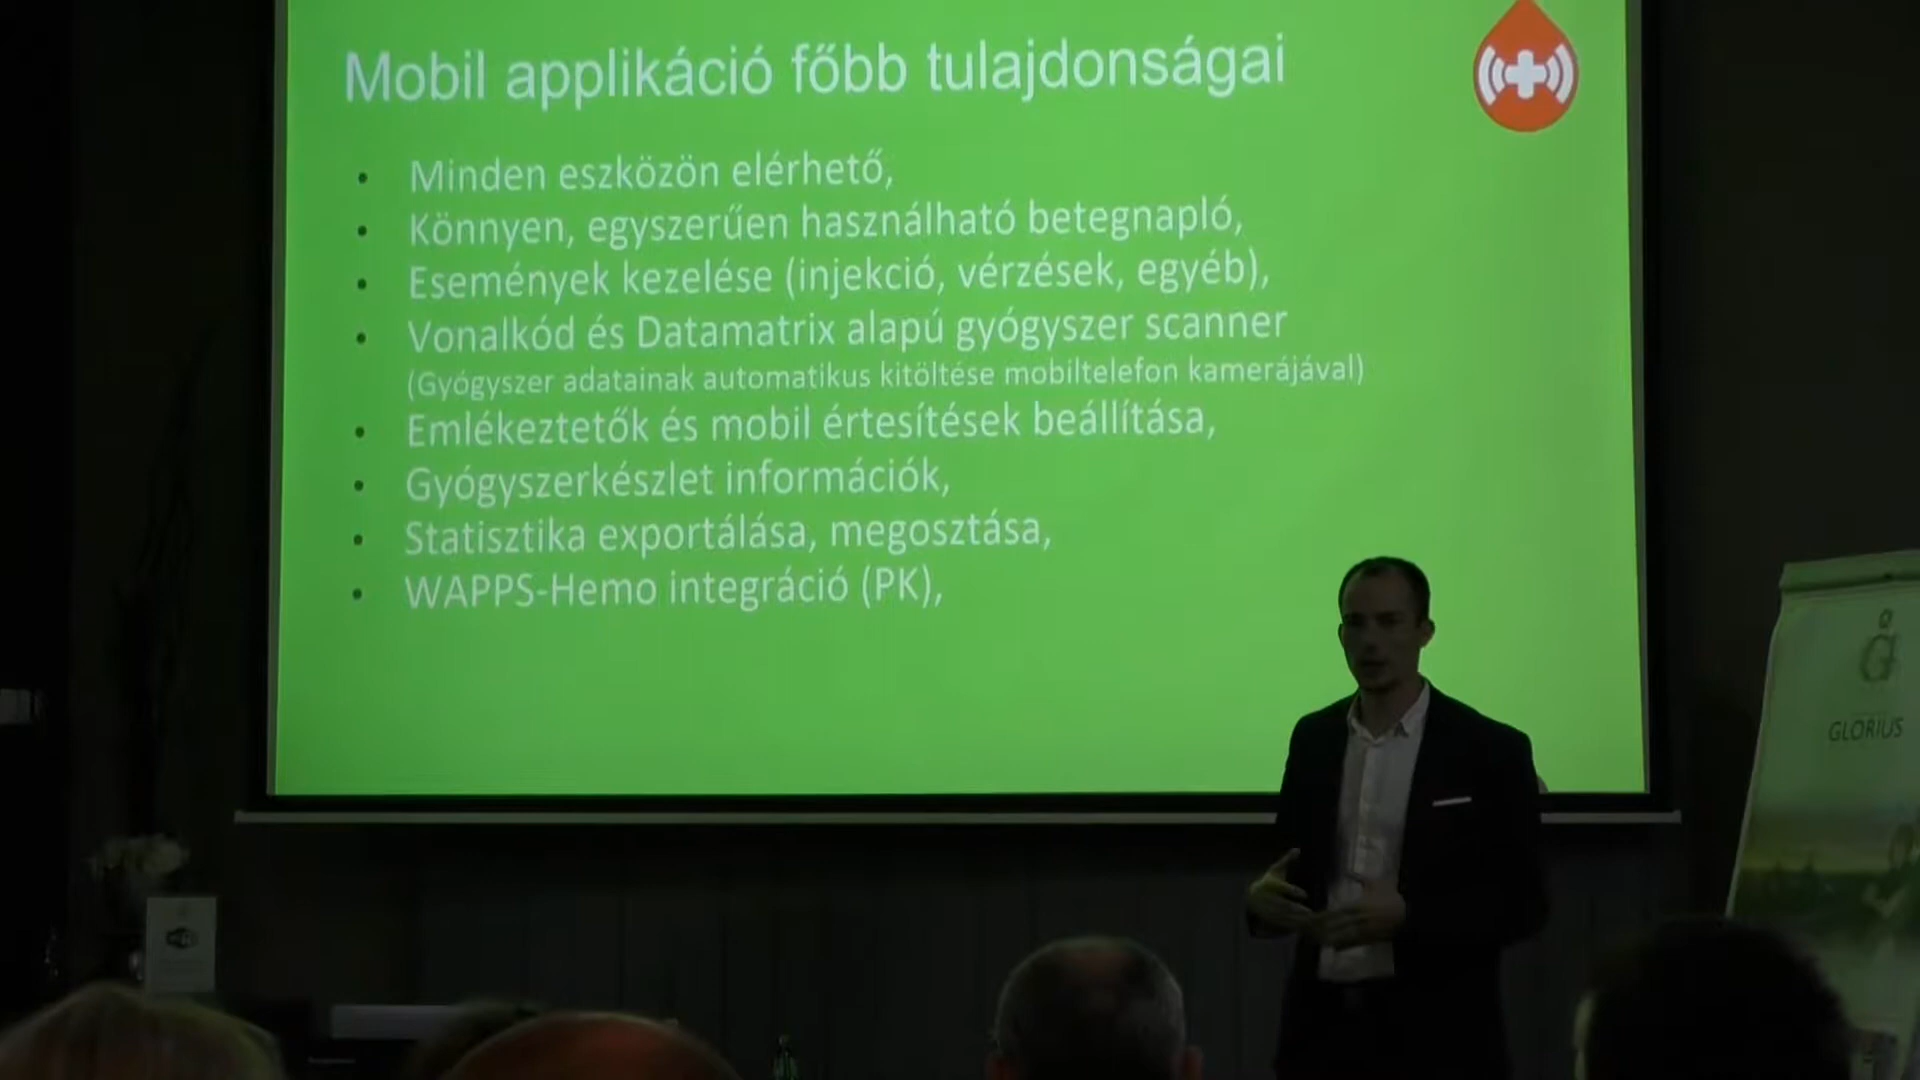 Mobil applikáció főbb tulajdonságai
• Minden eszközön elérhető,
• Könnyen, egyszerűen használható betegnapló,
• Események kezelése (injekció, vérzések, egyéb),
• Vonalkód és Datamatrix alapú gyógyszer scanner
(Gyógyszer adatainak automatikus kitöltése mobiltelefon kamerájával)
• Emlékeztetők és mobil értesítések beállítása,
• Gyógyszerkészlet információk,
• Statisztika exportálása, megosztása,
• WAPPS-Hemo integráció (PK),
G
GLORIUS